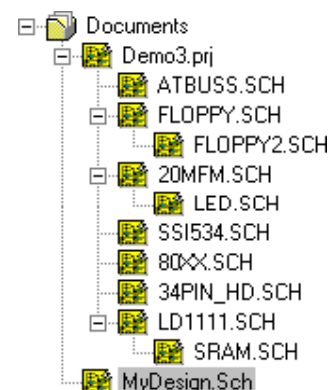 Documents
Demo3.prj
ATBUSS.SCH
FLOPPY.SCH
FLOPPY2.SCH
20MFM.SCH
LED.SCH
SSI534.SCH
80XX.SCH
34PIN_HD.SCH
LD1111.SCH
SRAM.SCH
MyDesign.Sch